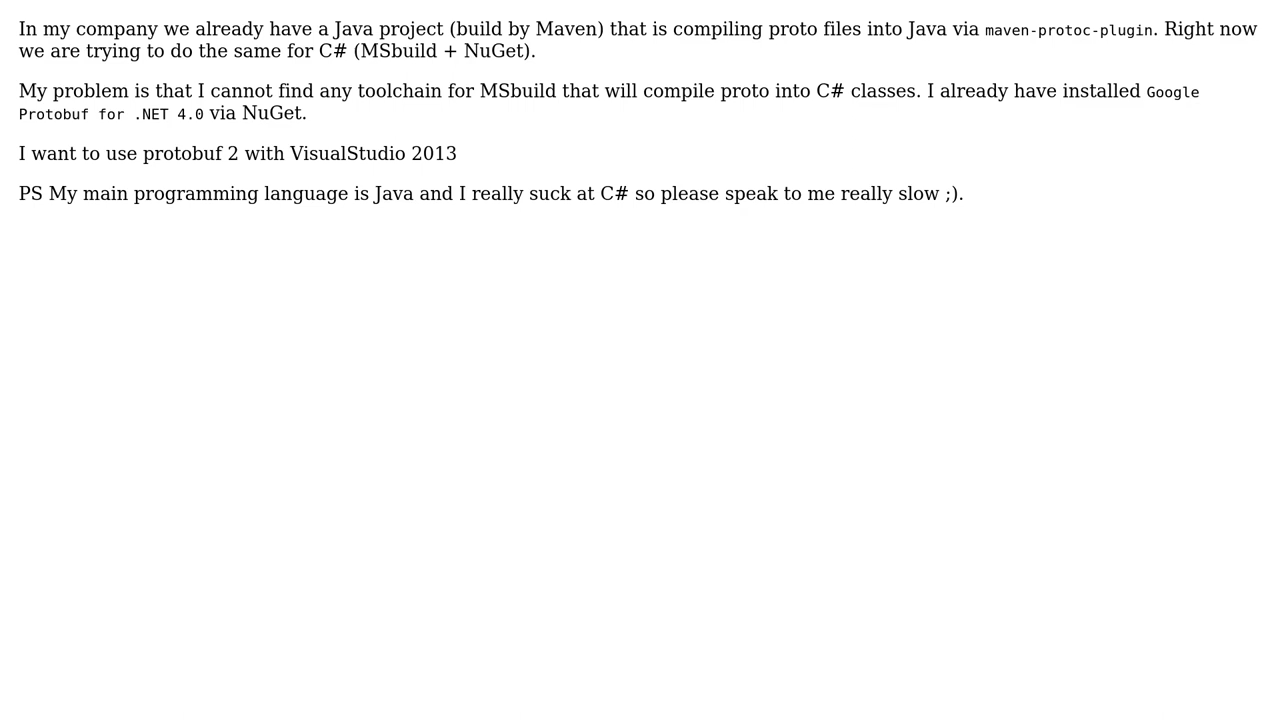 In my company we already have a Java project (build by Maven) that is compiling proto files into Java via maven-protoc-plugin. Right now
we are trying to do the same for C# (MSbuild + NuGet).
My problem is that I cannot find any toolchain for MSbuild that will compile proto into C# classes. I already have installed Google
Protobuf for .NET 4.0 via NuGet.
I want to use protobuf 2 with VisualStudio 2013
PS My main programming language is Java and I really suck at C# so please speak to me really slow ;).